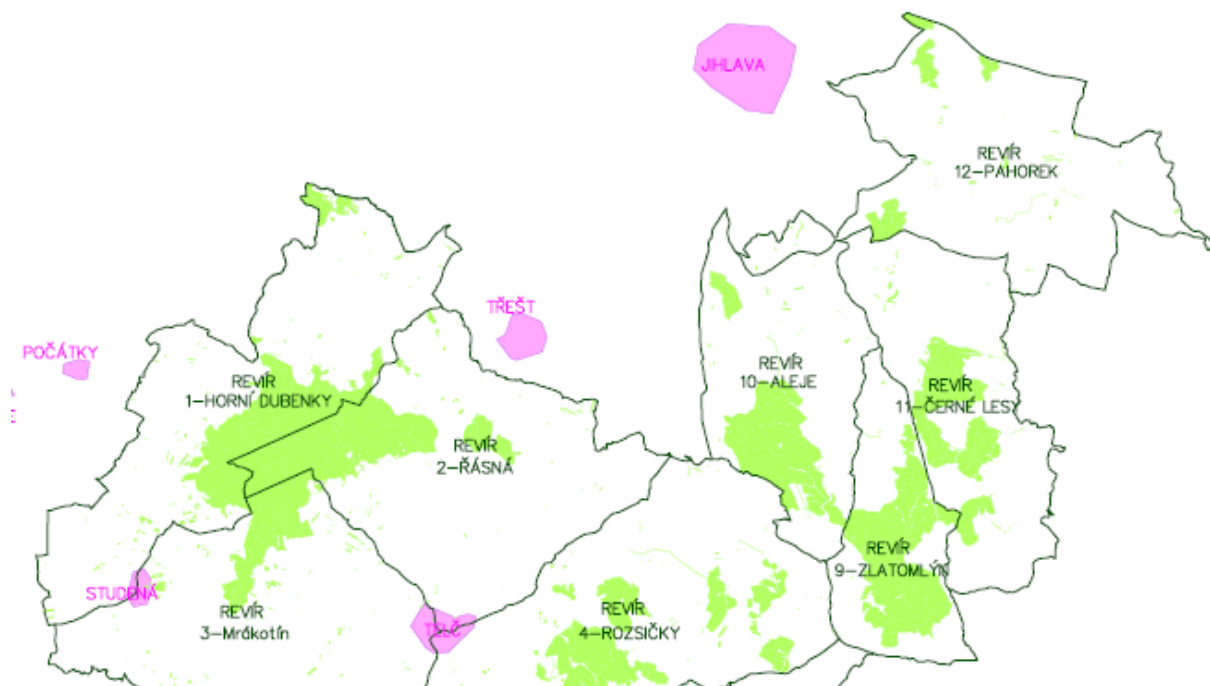 JIHLAVA
REVÍR
12-PAHOREK
TŘEŠŤ
POČÁTKY
REVÍR
1-HORNÍ DUBENKY
REVÍR
10-ALEJE
REVÍR
11-ČERNÉ LESY
REVÍR
2-ŘÁSNÁ
REVÍR
9-ZLATOMLÝN
STUDENÁ
REVÍR
3-Mrákotín
TELČ
REVÍR
4-ROZSIČKY